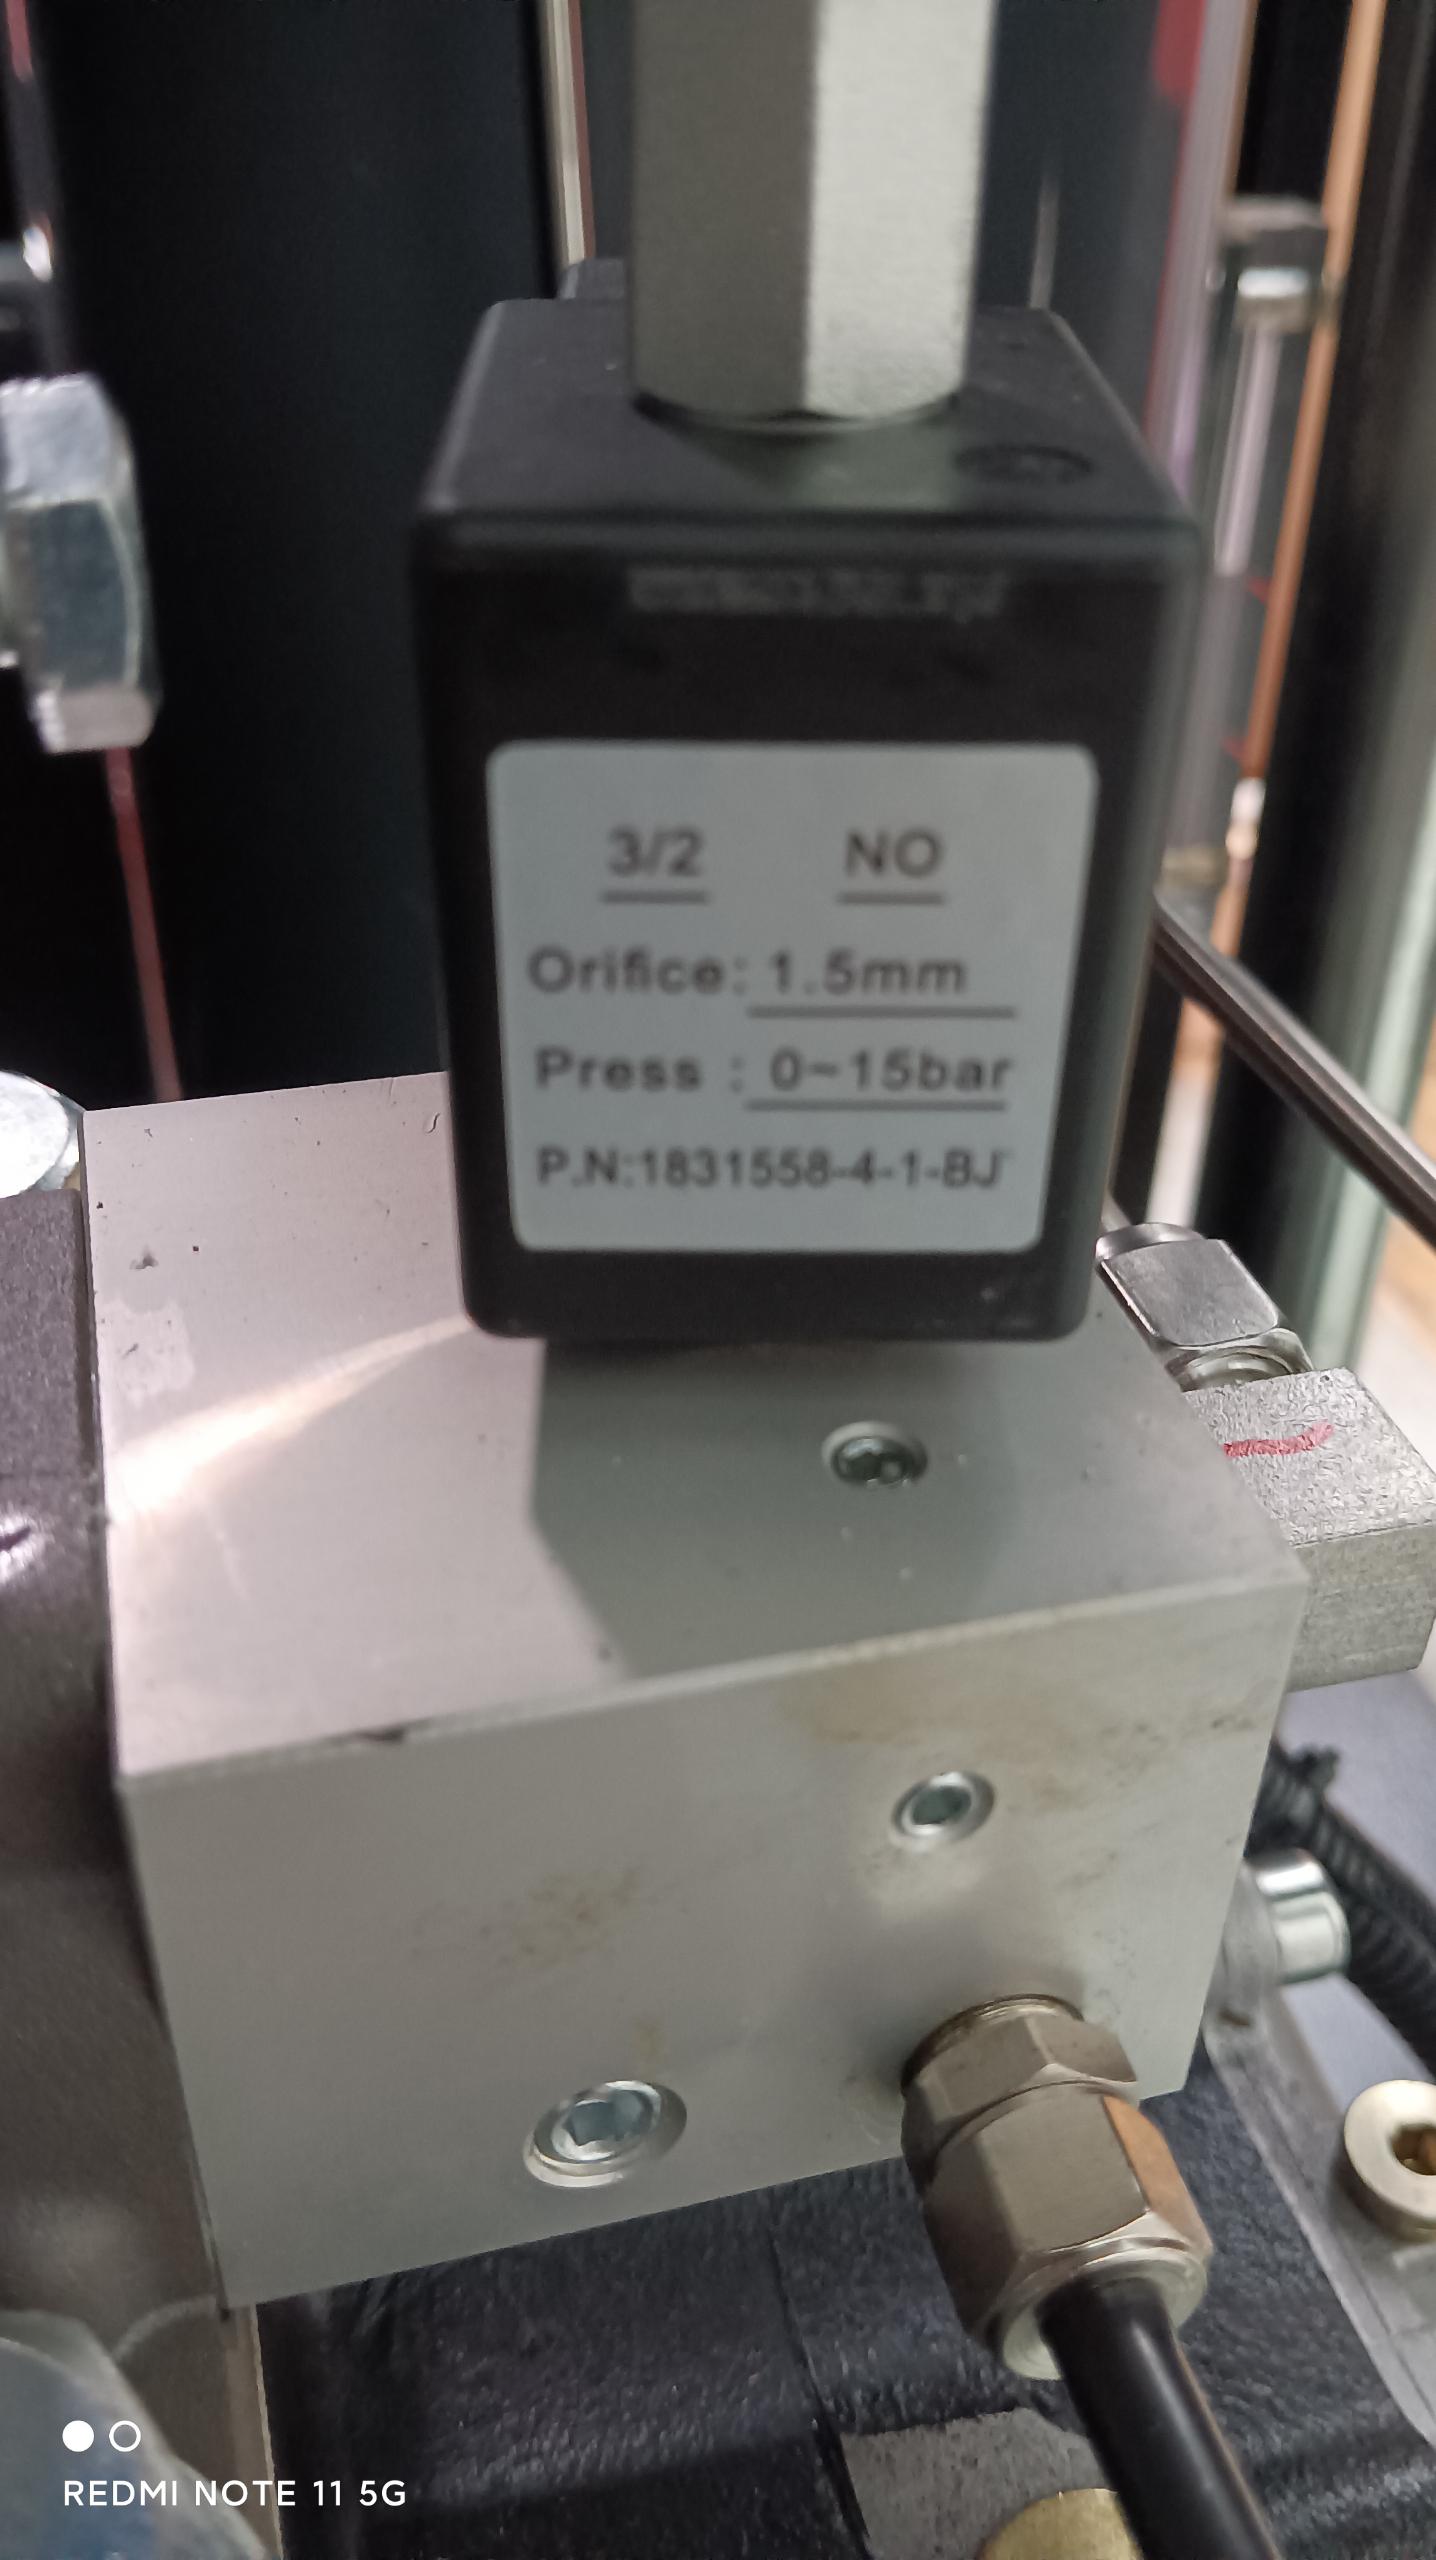 3/2 NO
Orifice: 1.5mm
Press : 0~15bar
P.N:1831558-4-1-BJ
REDMI NOTE 11 5G